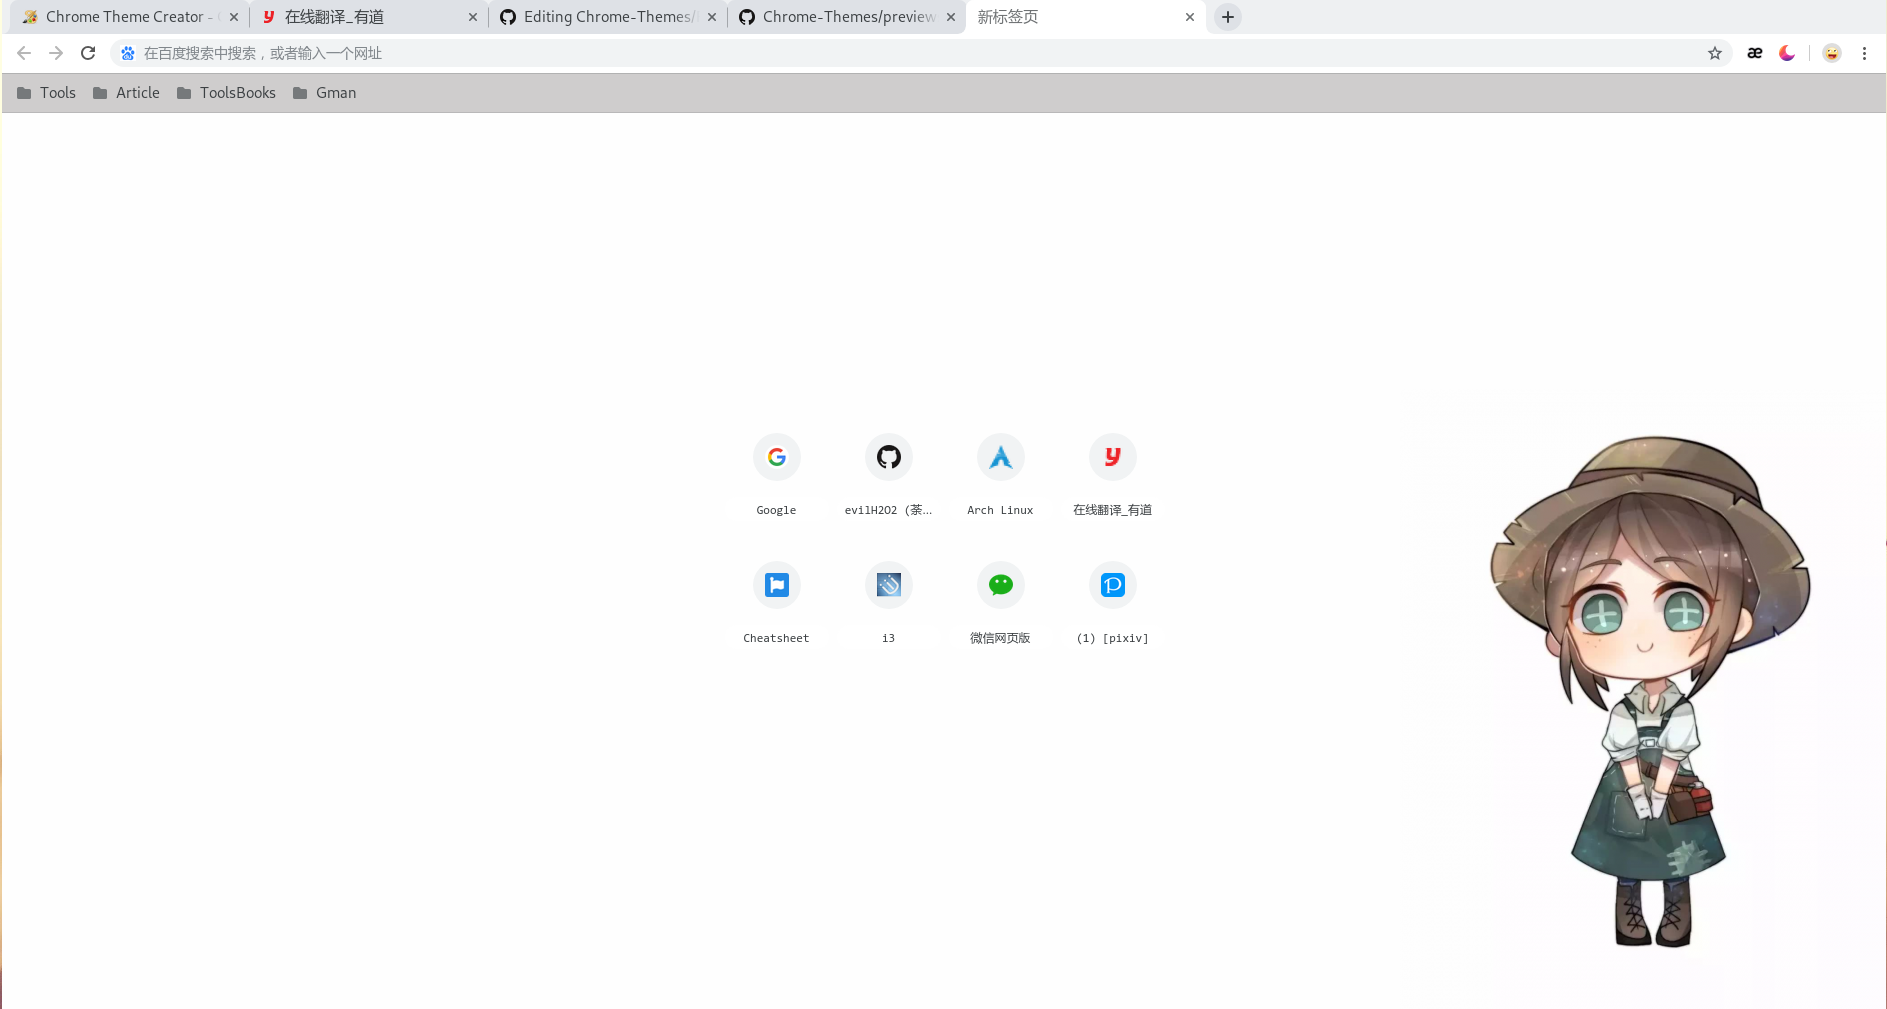 Chrome Theme Creator -
在线翻译_有道
Editing Chrome-Themes/
Chrome-Themes/preview
新标签页
在百度搜索中搜索，或者输入一个网址
æ
Tools
Article
ToolsBooks
Gman
Google
evilH2O2 (荼...
Arch Linux
在线翻译_有道
Cheatsheet
i3
微信网页版
(1) [pixiv]